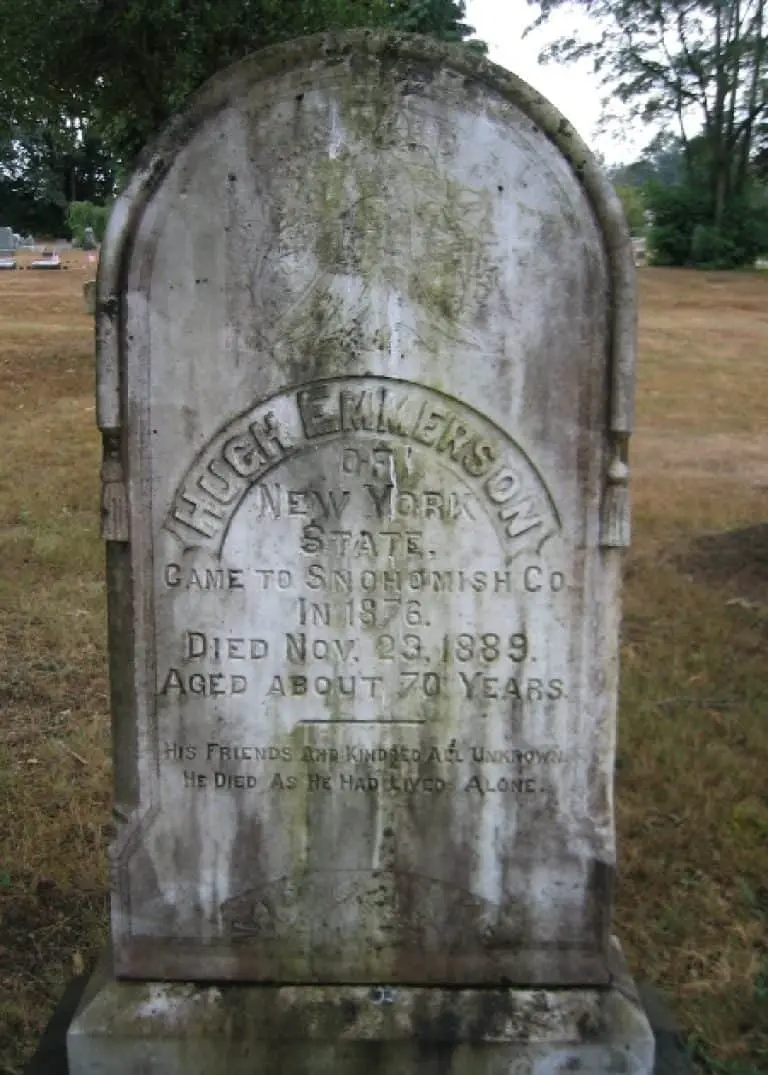 HUGH EMMERSON
OF
NEW YORK
STATE.
CAME TO SNOHOMISH CO
IN 1876.
DIED NOV. 23, 1889.
AGED ABOUT 70 YEARS.
HIS FRIENDS AND KINDRED ALL UNKNOWN.
HE DIED AS HE HAD LIVED ALONE.